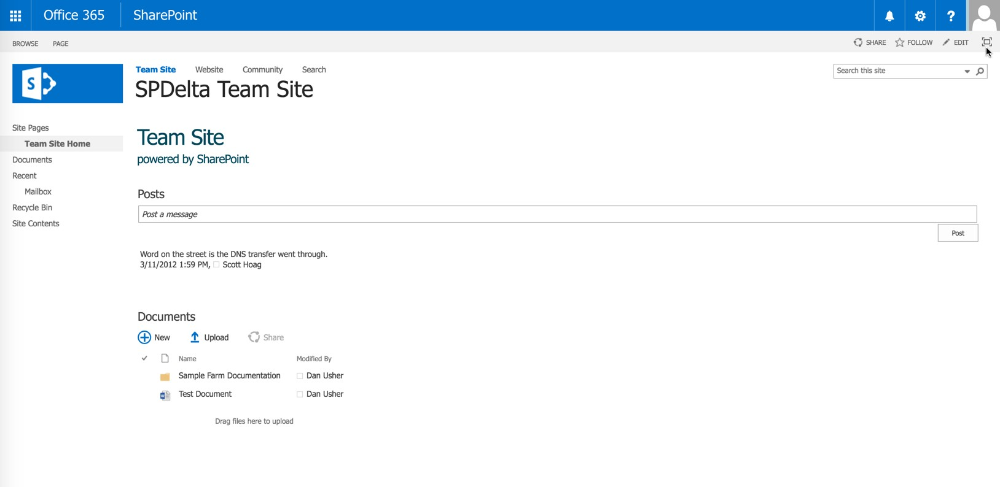 Office 365 SharePoint ?
BROWSE PAGE SHARE FOLLOW EDIT
S
Team Site Website Community Search
Search this site
SPDelta Team Site
Site Pages
Team Site Home
Documents
Recent
Mailbox
Recycle Bin
Site Contents
Team Site
powered by SharePoint
Posts
Post a message
Post
Word on the street is the DNS transfer went through.
3/11/2012 1:59 PM, Scott Hoag
Documents
New Upload Share
Name Modified By
Sample Farm Documentation Dan Usher
Test Document Dan Usher
Drag files here to upload